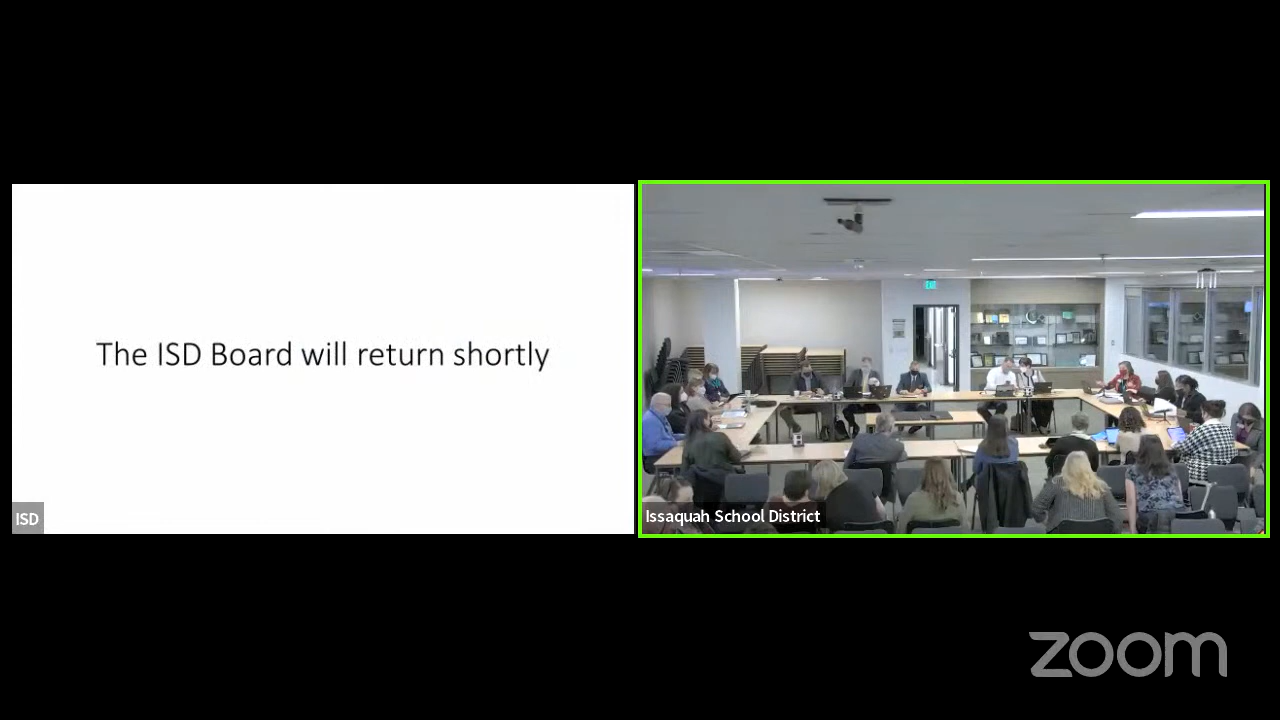 The ISD Board will return shortly
ISD
Issaquah School District
zoom